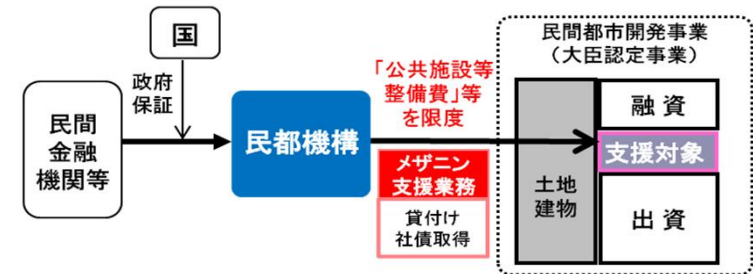 国
政府
保証
民間
金融
機関等
民都機構
「公共施設等
整備費」等
を限度
メザニン
支援業務
貸付け
社債取得
民間都市開発事業
（大臣認定事業）
土地
建物
融資
支援対象
出資